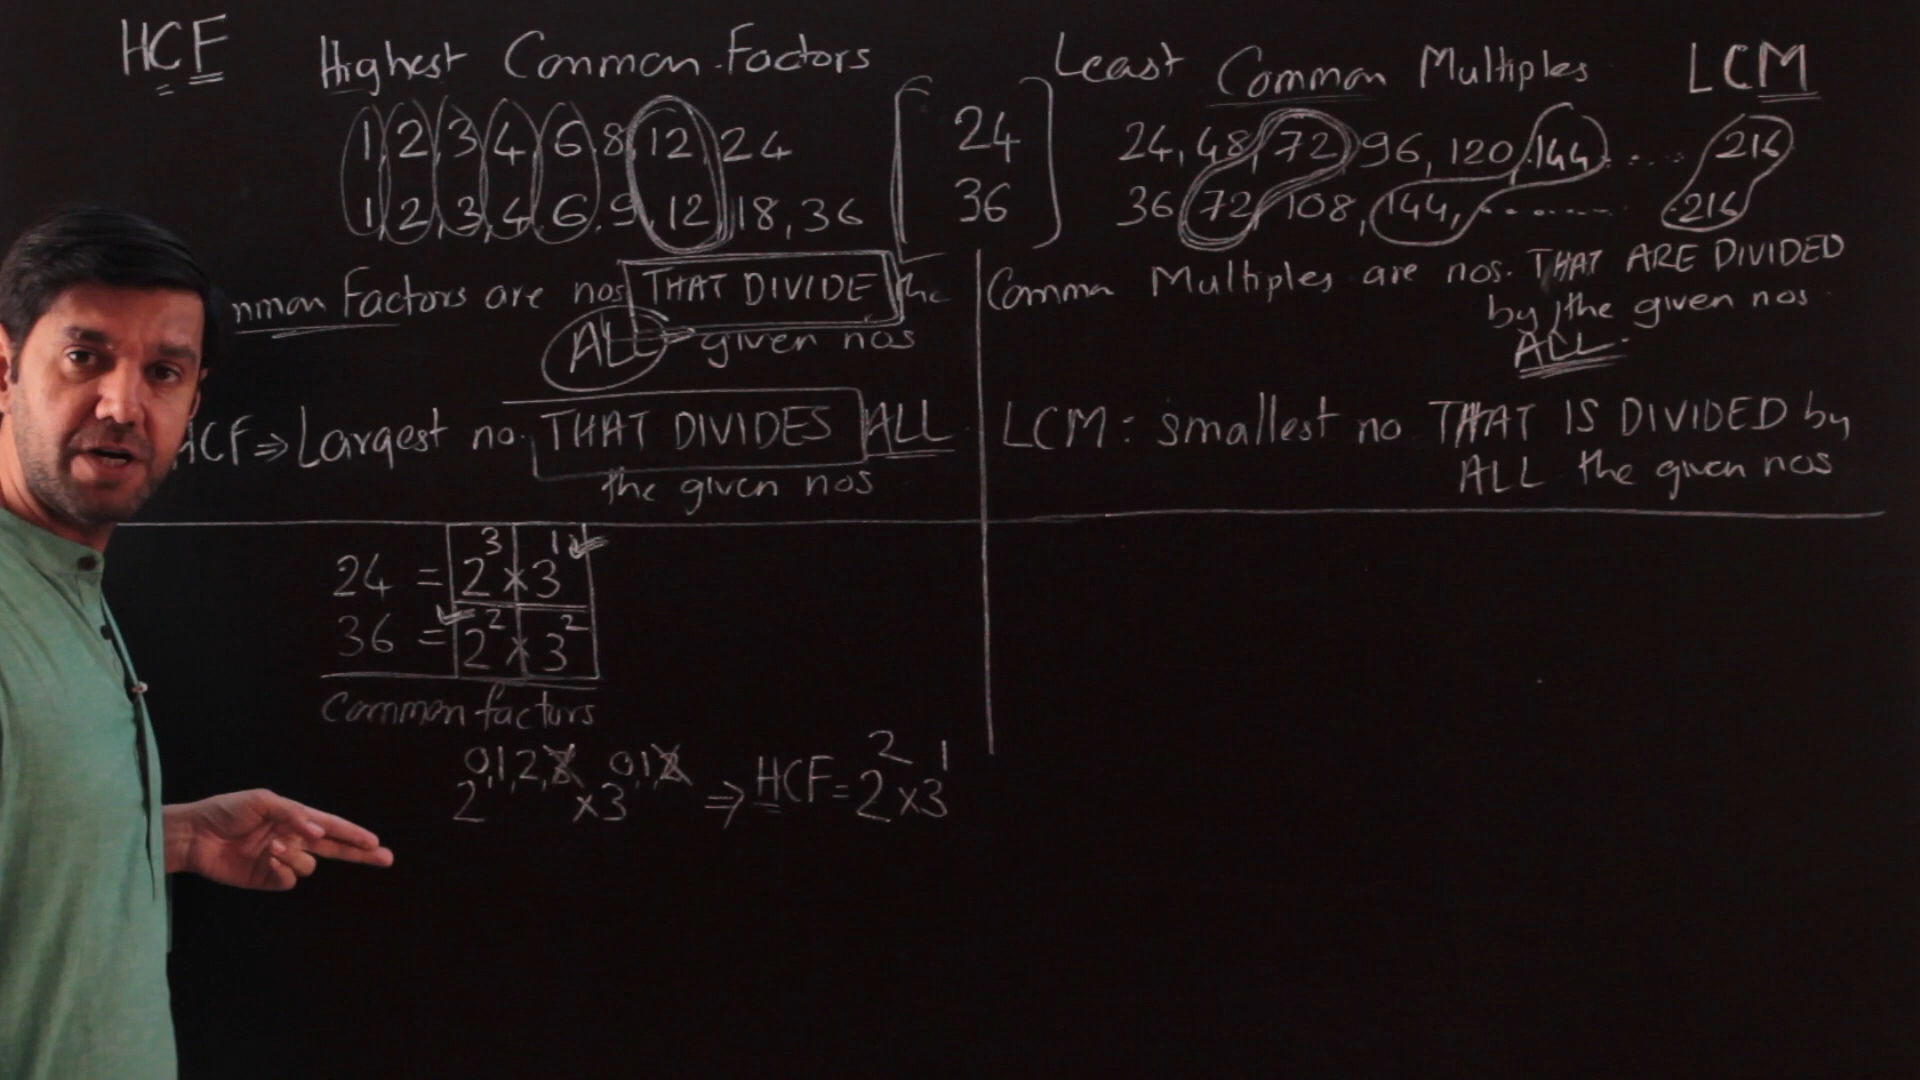 HCF Highest Common Factors
1, 2, 3, 4, 6, 8, 12, 24
1, 2, 3, 4, 6, 9, 12, 18, 36
nmon Factors are nos THAT DIVIDE the
ALL given nos
HCF ⇒ Largest no. THAT DIVIDES ALL
the given nos
24 = 2³ × 3¹
36 = 2² × 3²
Common factors
2^0,1,2,3 × 3^0,1,2 ⇒ HCF = 2² × 3¹
24
36
Least Common Multiples LCM
24, 48, 72, 96, 120, 144, ..... 216
36, 72, 108, 144, ........ 216
Common Multiples are nos. THAT ARE DIVIDED
by the given nos
ALL.
LCM : smallest no THAT IS DIVIDED by
ALL the given nos